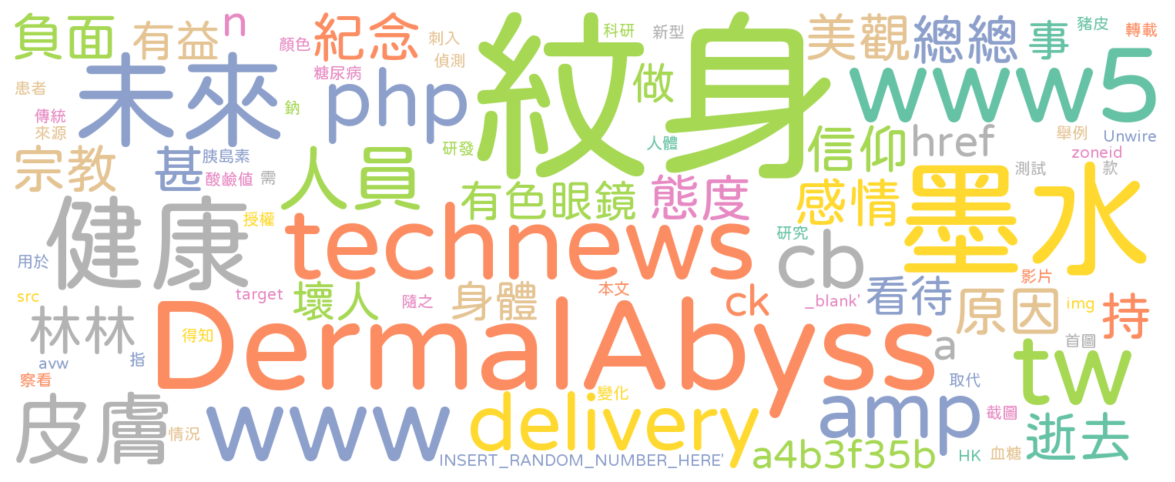 負面 有益 n 顏色 紀念 刺入 偵測 紋身 科研 新型 美觀 總總 事 豬皮 轉載
患者 未來 糖尿病 php 鈉 做 www5
傳統 來源 宗教 甚 胰島素 酸鹼值 需 人員 研發 人體 信仰 href 舉例 Unwire zoneid
健康 授權 有色眼鏡 態度 感情 墨水 測試 款
用於 technews 研究 cb 看待 影片
src target 壞人 隨之 身體 本文 ck _blank' 原因 img 持
林林 得知 DermalAbyss a 首圖 tw
avw 指 察看 取代
皮膚 情況 www delivery 變化 amp 截圖 逝去
INSERT_RANDOM_NUMBER_HERE' a4b3f35b HK 血糖